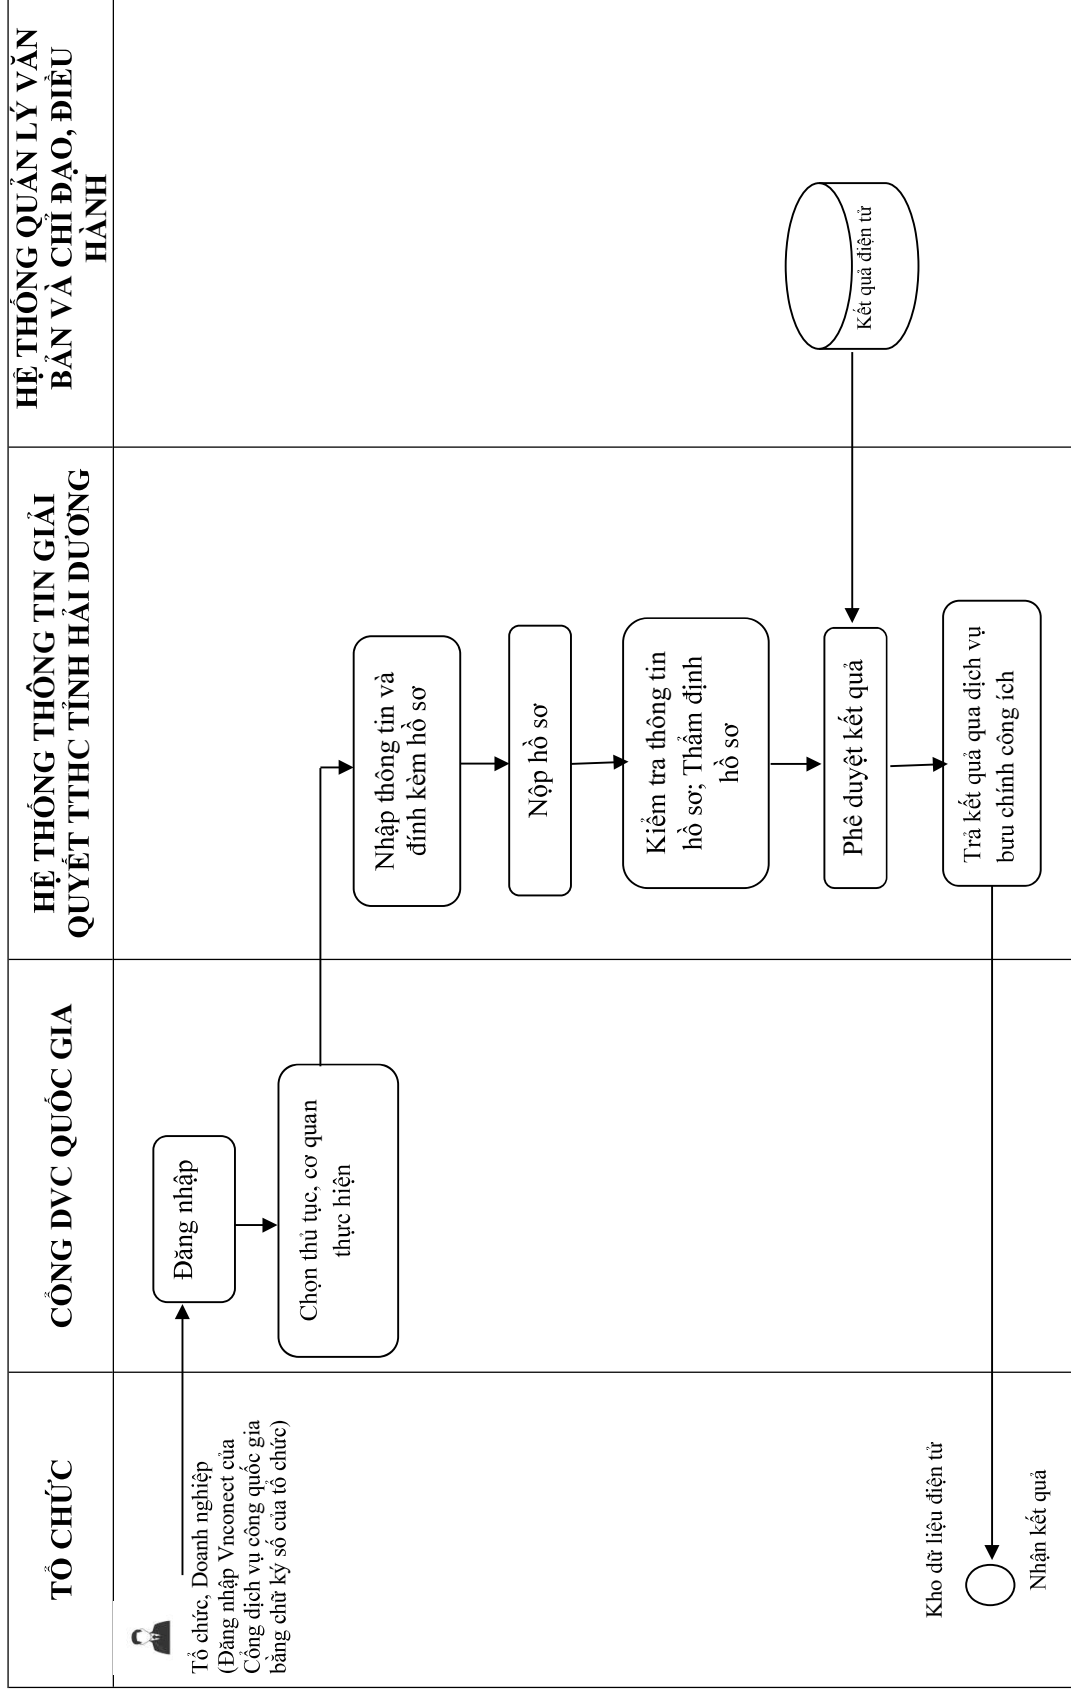 TỔ CHỨC
CỔNG DVC QUỐC GIA
HỆ THỐNG THÔNG TIN GIẢI
QUYẾT TTHC TỈNH HẢI DƯƠNG
HỆ THỐNG QUẢN LÝ VĂN
BẢN VÀ CHỈ ĐẠO, ĐIỀU
HÀNH
Tổ chức, Doanh nghiệp
(Đăng nhập Vnconect của
Cổng dịch vụ công quốc gia
bằng chữ ký số của tổ chức)
Đăng nhập
Chọn thủ tục, cơ quan
thực hiện
Nhập thông tin và
đính kèm hồ sơ
Nộp hồ sơ
Kiểm tra thông tin
hồ sơ; Thẩm định
hồ sơ
Phê duyệt kết quả
Kết quả điện tử
Trả kết quả qua dịch vụ
bưu chính công ích
Kho dữ liệu điện tử
Nhận kết quả